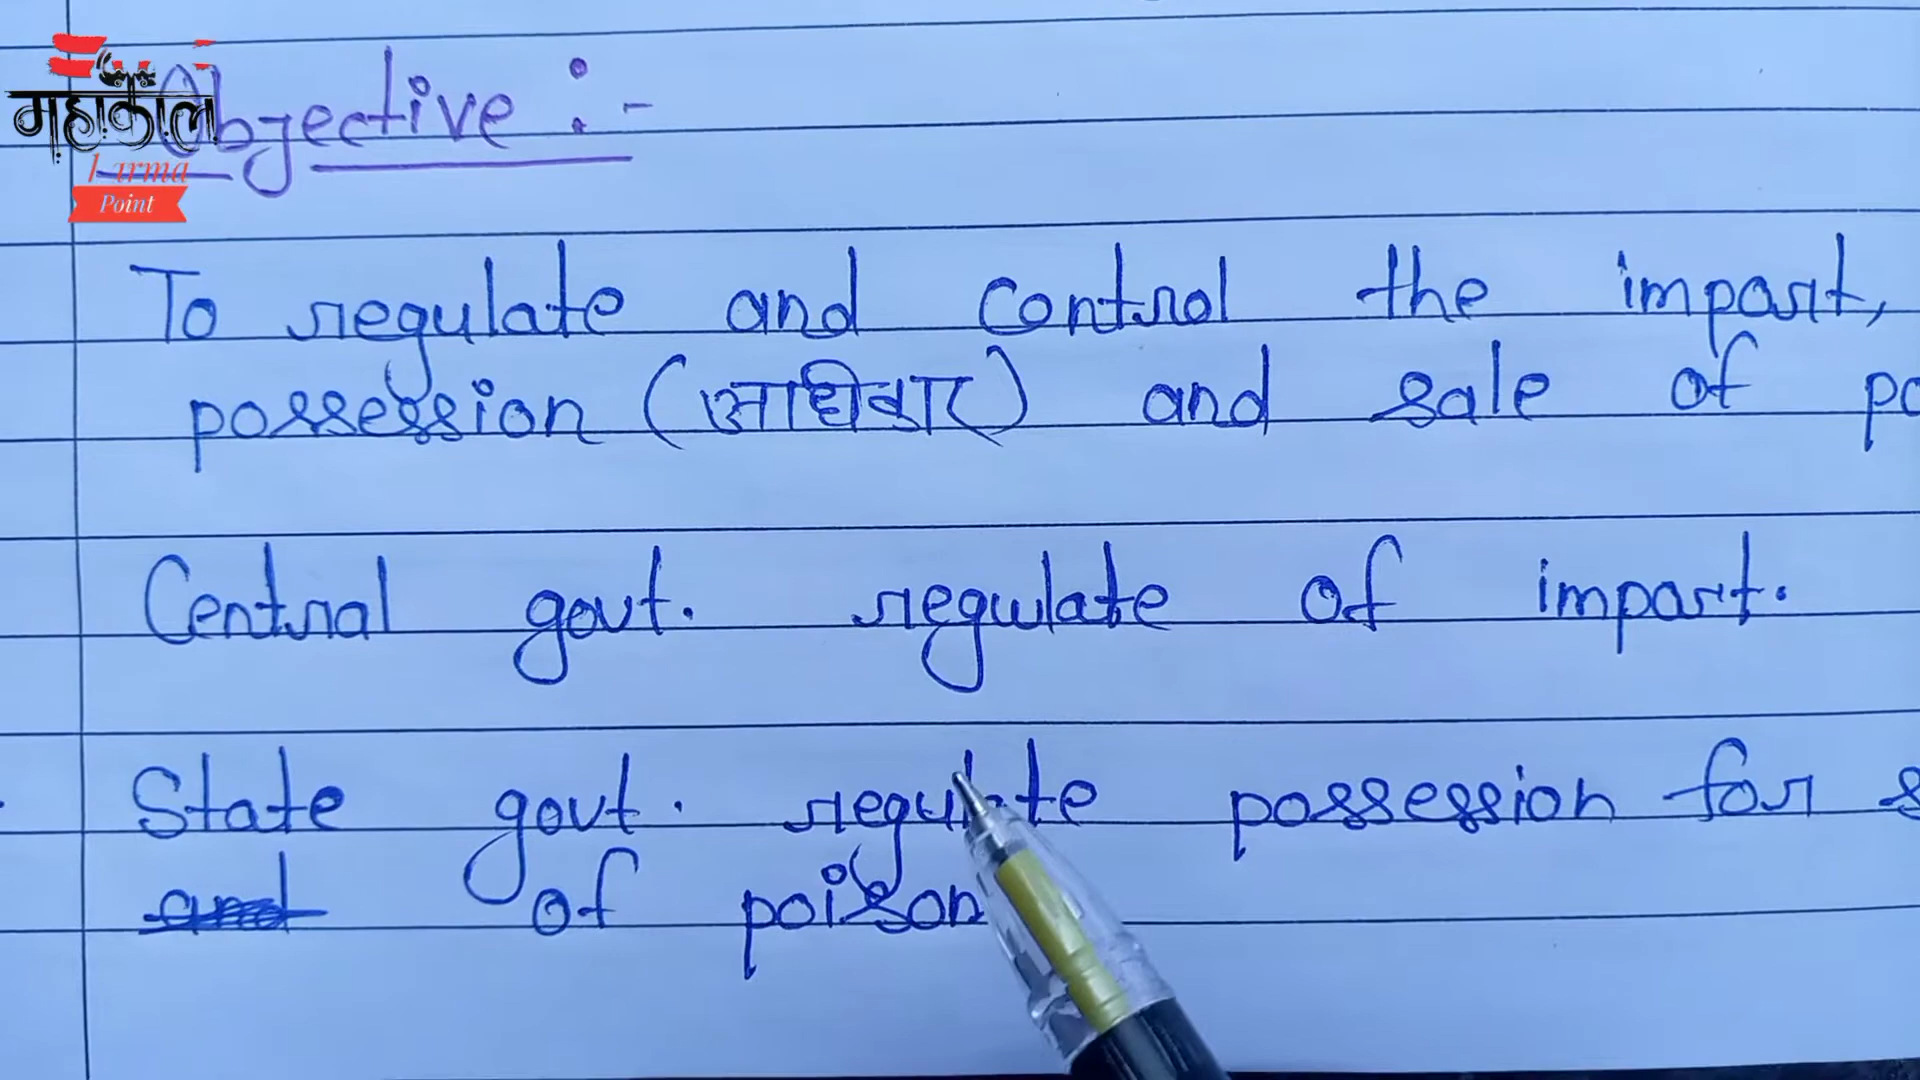 महाकाल
Point
Objective :-
To regulate and control the import,
possession (आधिकार) and sale of po
Central govt. regulate of import.
State govt. regulate possession for s
and of poison